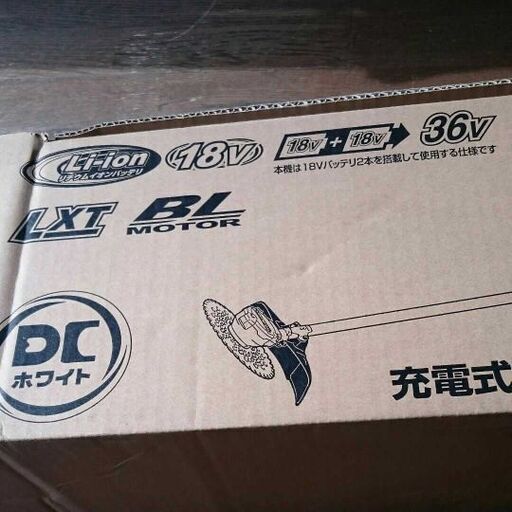 Li-ion 18V 18V + 18V 36V
リチウムイオンバッテリ
本機は18Vバッテリ2本を搭載して使用する仕様です
LXT BL
MOTOR
DC
ホワイト
充電式